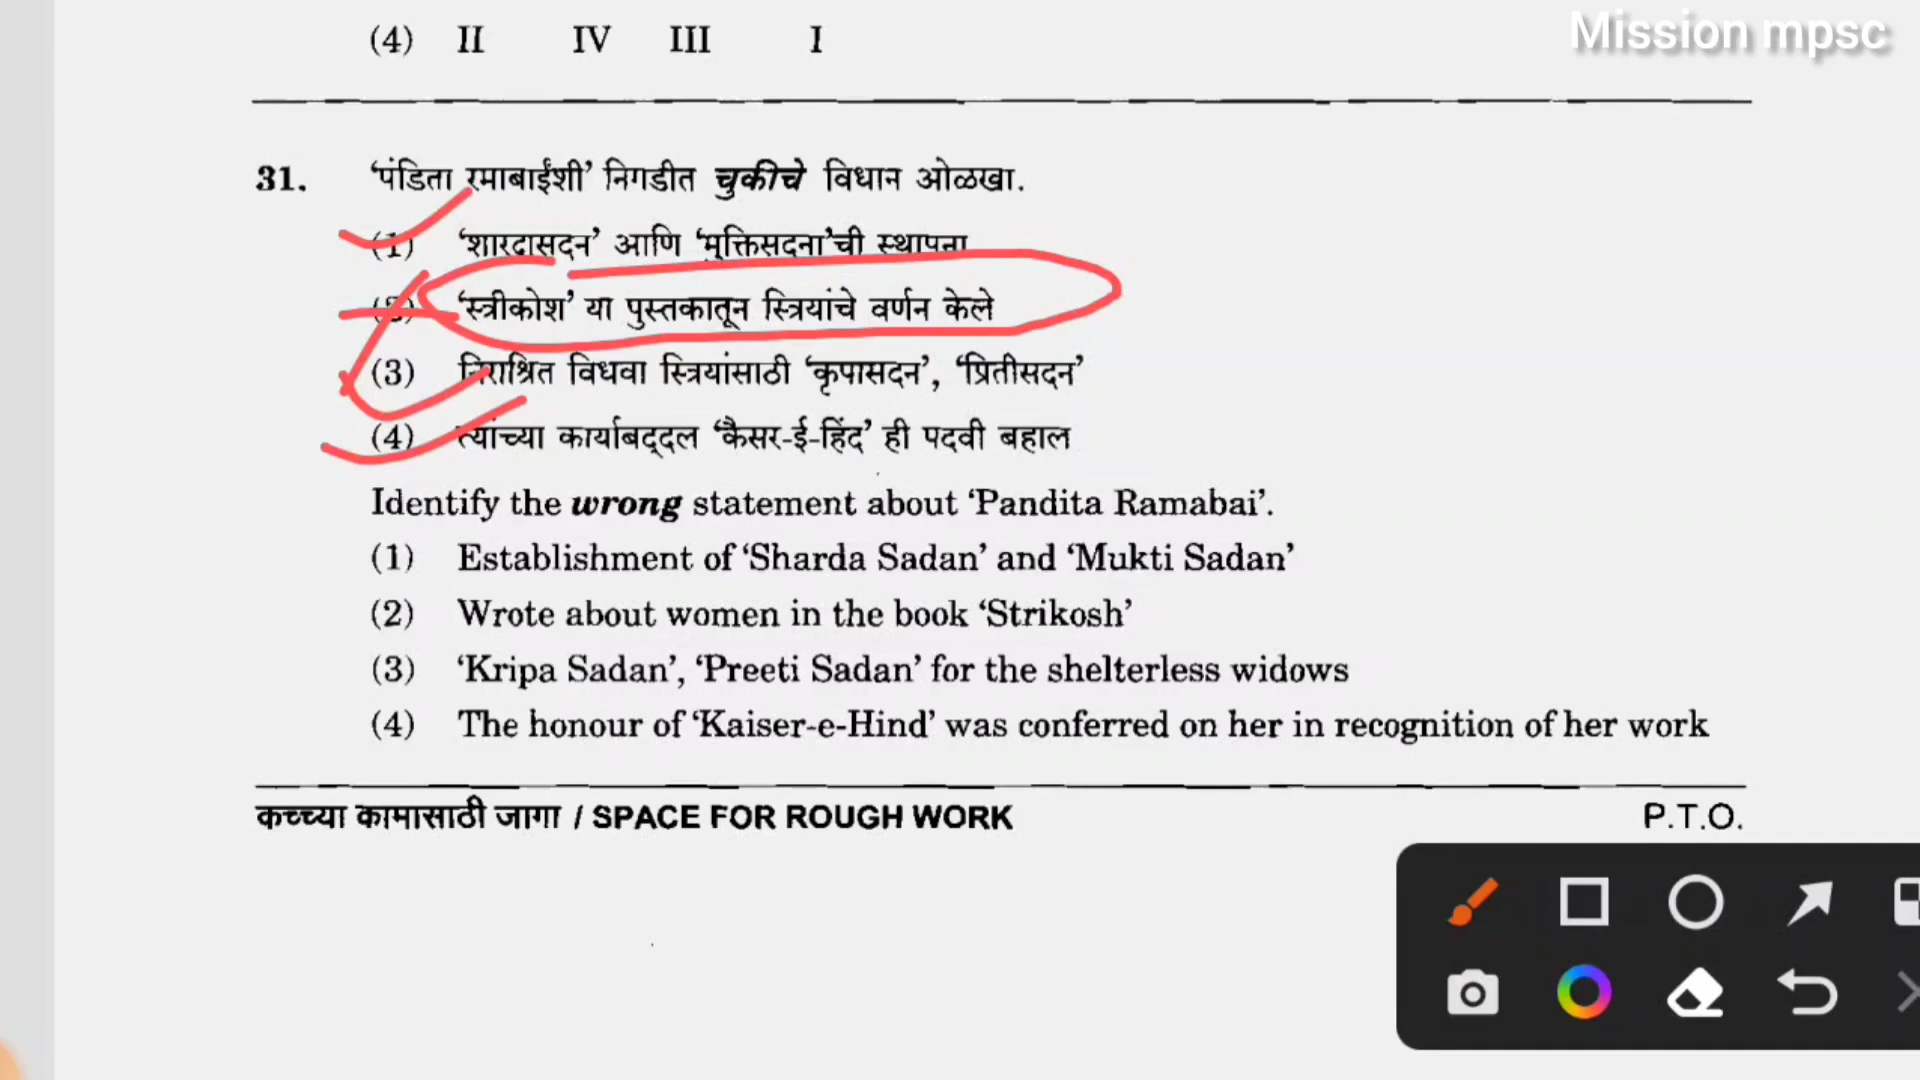 Mission mpsc
(4) II IV III I
31. ‘पंडिता रमाबाईंशी’ निगडीत चुकीचे विधान ओळखा.
(1) ‘शारदासदन’ आणि ‘मुक्तिसदना’ची स्थापना
(2) ‘स्त्रीकोश’ या पुस्तकातून स्त्रियांचे वर्णन केले
(3) निराश्रित विधवा स्त्रियांसाठी ‘कृपासदन’, ‘प्रितीसदन’
(4) त्यांच्या कार्याबद्दल ‘कैसर-ई-हिंद’ ही पदवी बहाल
Identify the wrong statement about ‘Pandita Ramabai’.
(1) Establishment of ‘Sharda Sadan’ and ‘Mukti Sadan’
(2) Wrote about women in the book ‘Strikosh’
(3) ‘Kripa Sadan’, ‘Preeti Sadan’ for the shelterless widows
(4) The honour of ‘Kaiser-e-Hind’ was conferred on her in recognition of her work
कच्च्या कामासाठी जागा / SPACE FOR ROUGH WORK P.T.O.